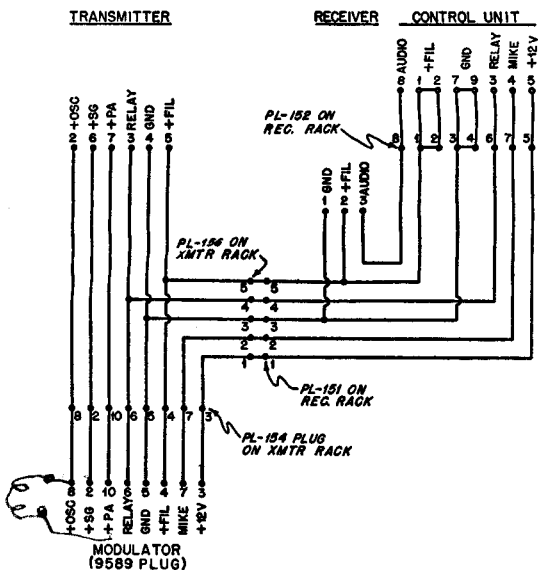 TRANSMITTER
RECEIVER
CONTROL UNIT
2 +OSC
6 +SG
7 +PA
3 RELAY
4 GND
5 +FIL
8 AUDIO
1 +FIL 2
7 GND 9
3 RELAY
4 MIKE
5 +12V
PL-152 ON
REC. RACK
8 1 2 3 4 6 7 5
1 GND
2 +FIL
3 AUDIO
PL-156 ON
XMTR RACK
5 5
4 4
3 3
2 2
1 1
PL-151 ON
REC. RACK
8 2 10 6 5 4 7 3
PL-154 PLUG
ON XMTR RACK
8 +OSC
2 +SG
10 +PA
6 RELAY
5 GND
4 +FIL
7 MIKE
3 +12V
MODULATOR
(9589 PLUG)